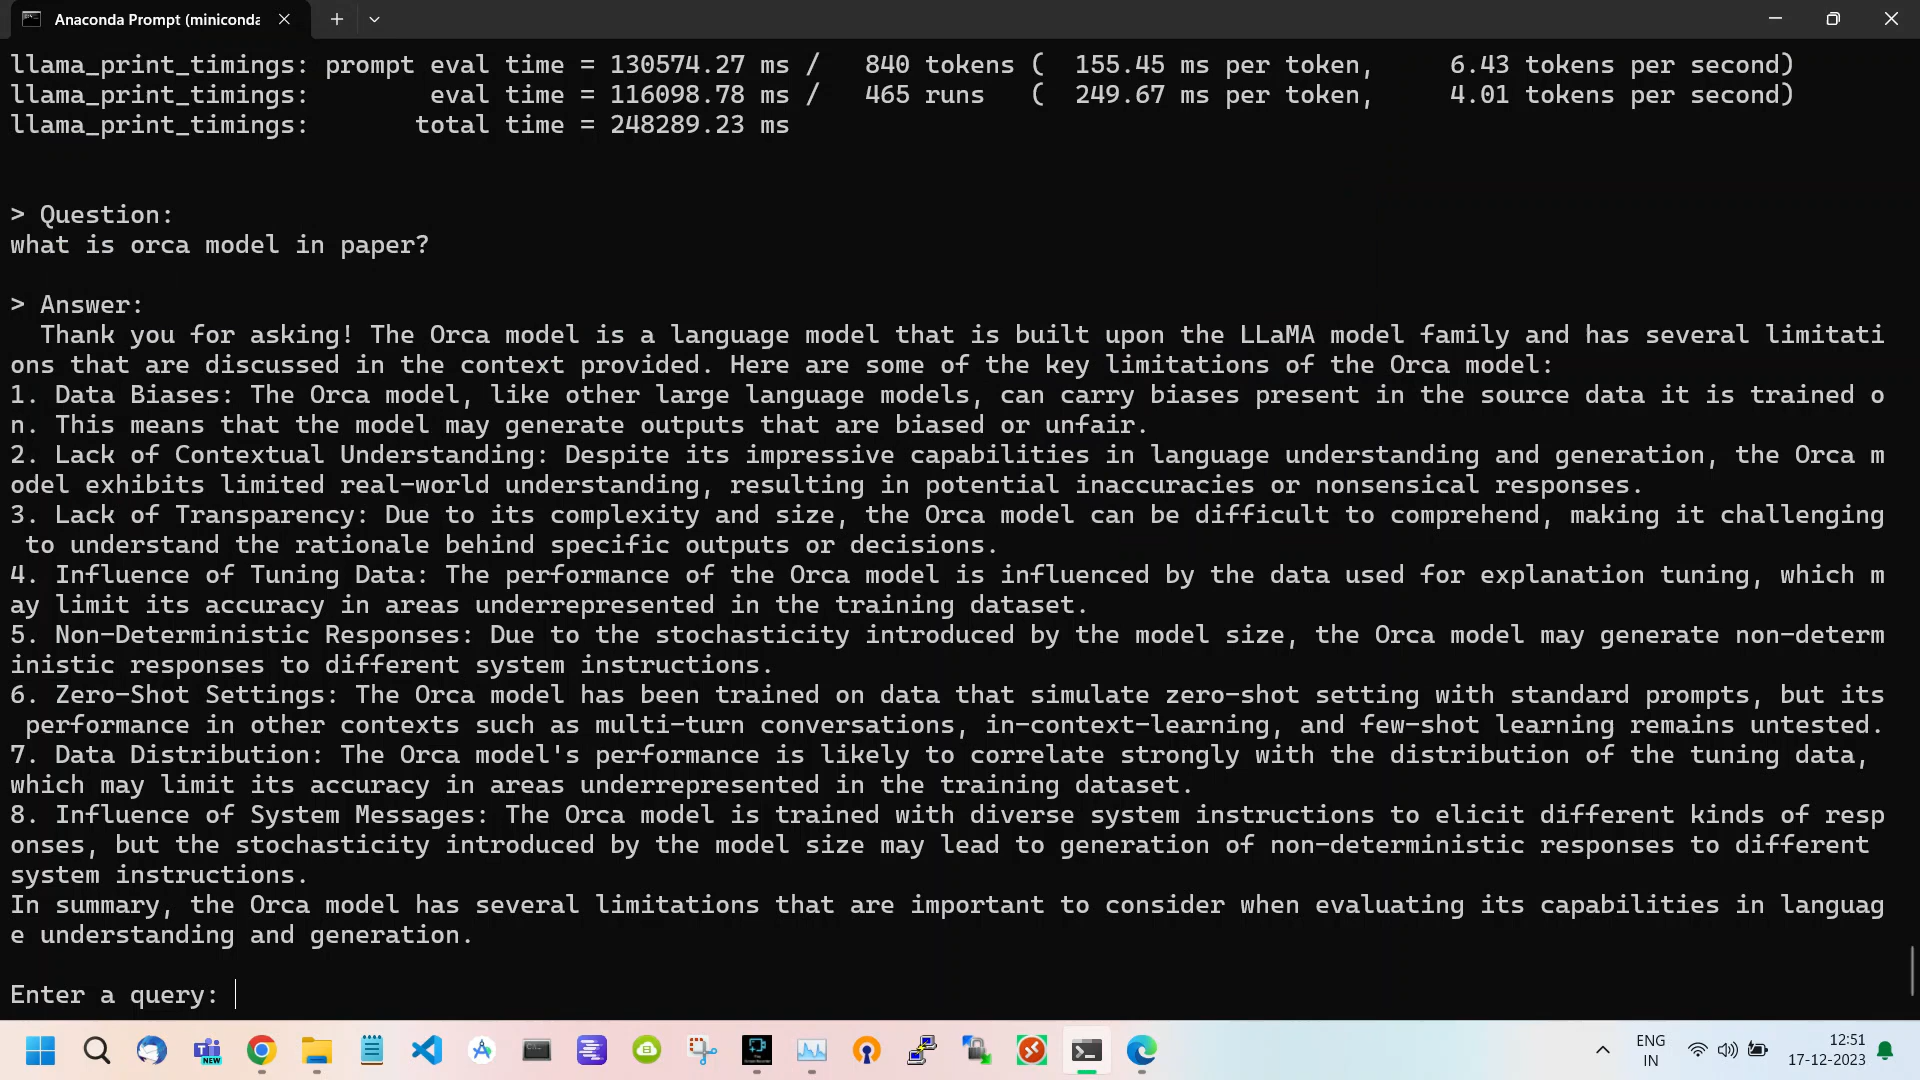 Anaconda Prompt (miniconda
llama_print_timings: prompt eval time = 130574.27 ms /   840 tokens (  155.45 ms per token,     6.43 tokens per second)
llama_print_timings:        eval time = 116098.78 ms /   465 runs   (  249.67 ms per token,     4.01 tokens per second)
llama_print_timings:       total time = 248289.23 ms
> Question:
what is orca model in paper?
> Answer:
  Thank you for asking! The Orca model is a language model that is built upon the LLaMA model family and has several limitati
ons that are discussed in the context provided. Here are some of the key limitations of the Orca model:
1. Data Biases: The Orca model, like other large language models, can carry biases present in the source data it is trained o
n. This means that the model may generate outputs that are biased or unfair.
2. Lack of Contextual Understanding: Despite its impressive capabilities in language understanding and generation, the Orca m
odel exhibits limited real-world understanding, resulting in potential inaccuracies or nonsensical responses.
3. Lack of Transparency: Due to its complexity and size, the Orca model can be difficult to comprehend, making it challenging
 to understand the rationale behind specific outputs or decisions.
4. Influence of Tuning Data: The performance of the Orca model is influenced by the data used for explanation tuning, which m
ay limit its accuracy in areas underrepresented in the training dataset.
5. Non-Deterministic Responses: Due to the stochasticity introduced by the model size, the Orca model may generate non-determ
inistic responses to different system instructions.
6. Zero-Shot Settings: The Orca model has been trained on data that simulate zero-shot setting with standard prompts, but its
 performance in other contexts such as multi-turn conversations, in-context-learning, and few-shot learning remains untested.
7. Data Distribution: The Orca model's performance is likely to correlate strongly with the distribution of the tuning data,
which may limit its accuracy in areas underrepresented in the training dataset.
8. Influence of System Messages: The Orca model is trained with diverse system instructions to elicit different kinds of resp
onses, but the stochasticity introduced by the model size may lead to generation of non-deterministic responses to different
system instructions.
In summary, the Orca model has several limitations that are important to consider when evaluating its capabilities in languag
e understanding and generation.
Enter a query:
NEW
ENG
IN
12:51
17-12-2023